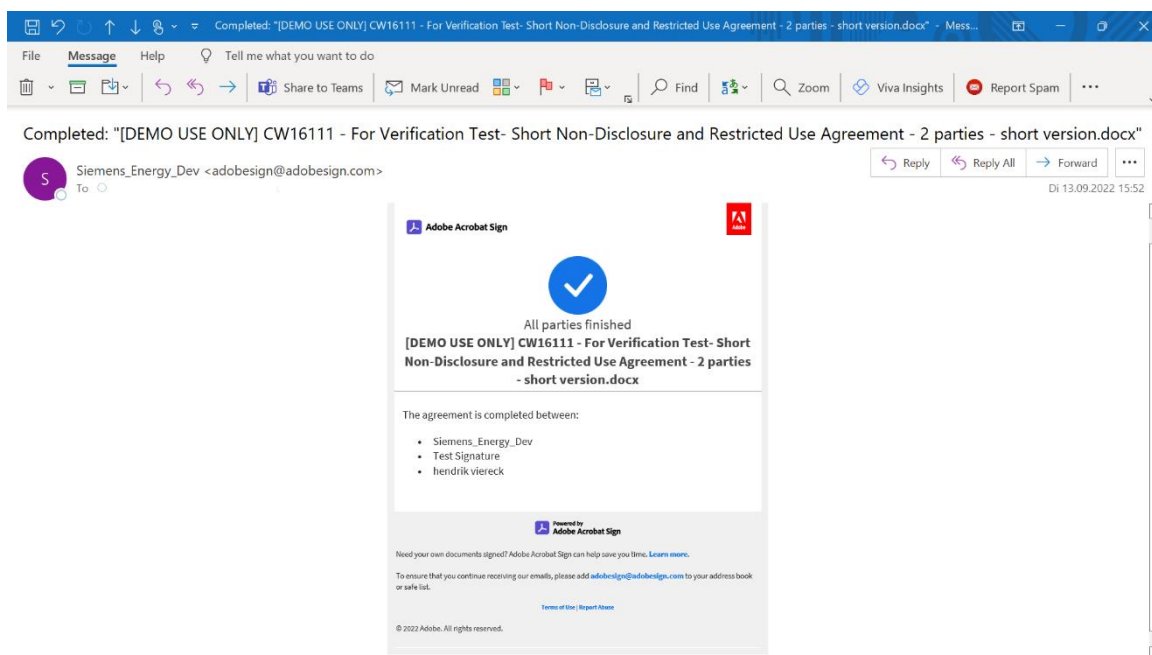 Completed: "[DEMO USE ONLY] CW16111 - For Verification Test- Short Non-Disclosure and Restricted Use Agreement - 2 parties - short version.docx" - Mess...
File Message Help Tell me what you want to do
Share to Teams Mark Unread Find Zoom Viva Insights Report Spam
Completed: "[DEMO USE ONLY] CW16111 - For Verification Test- Short Non-Disclosure and Restricted Use Agreement - 2 parties - short version.docx"
S
Siemens_Energy_Dev <adobesign@adobesign.com>
To
Reply Reply All Forward
Di 13.09.2022 15:52
Adobe Acrobat Sign
Adobe
All parties finished
[DEMO USE ONLY] CW16111 - For Verification Test- Short
Non-Disclosure and Restricted Use Agreement - 2 parties
- short version.docx
The agreement is completed between:
• Siemens_Energy_Dev
• Test Signature
• hendrik viereck
Powered by
Adobe Acrobat Sign
Need your own documents signed? Adobe Acrobat Sign can help save you time. Learn more.
To ensure that you continue receiving our emails, please add adobesign@adobesign.com to your address book
or safe list.
Terms of Use | Report Abuse
© 2022 Adobe. All rights reserved.